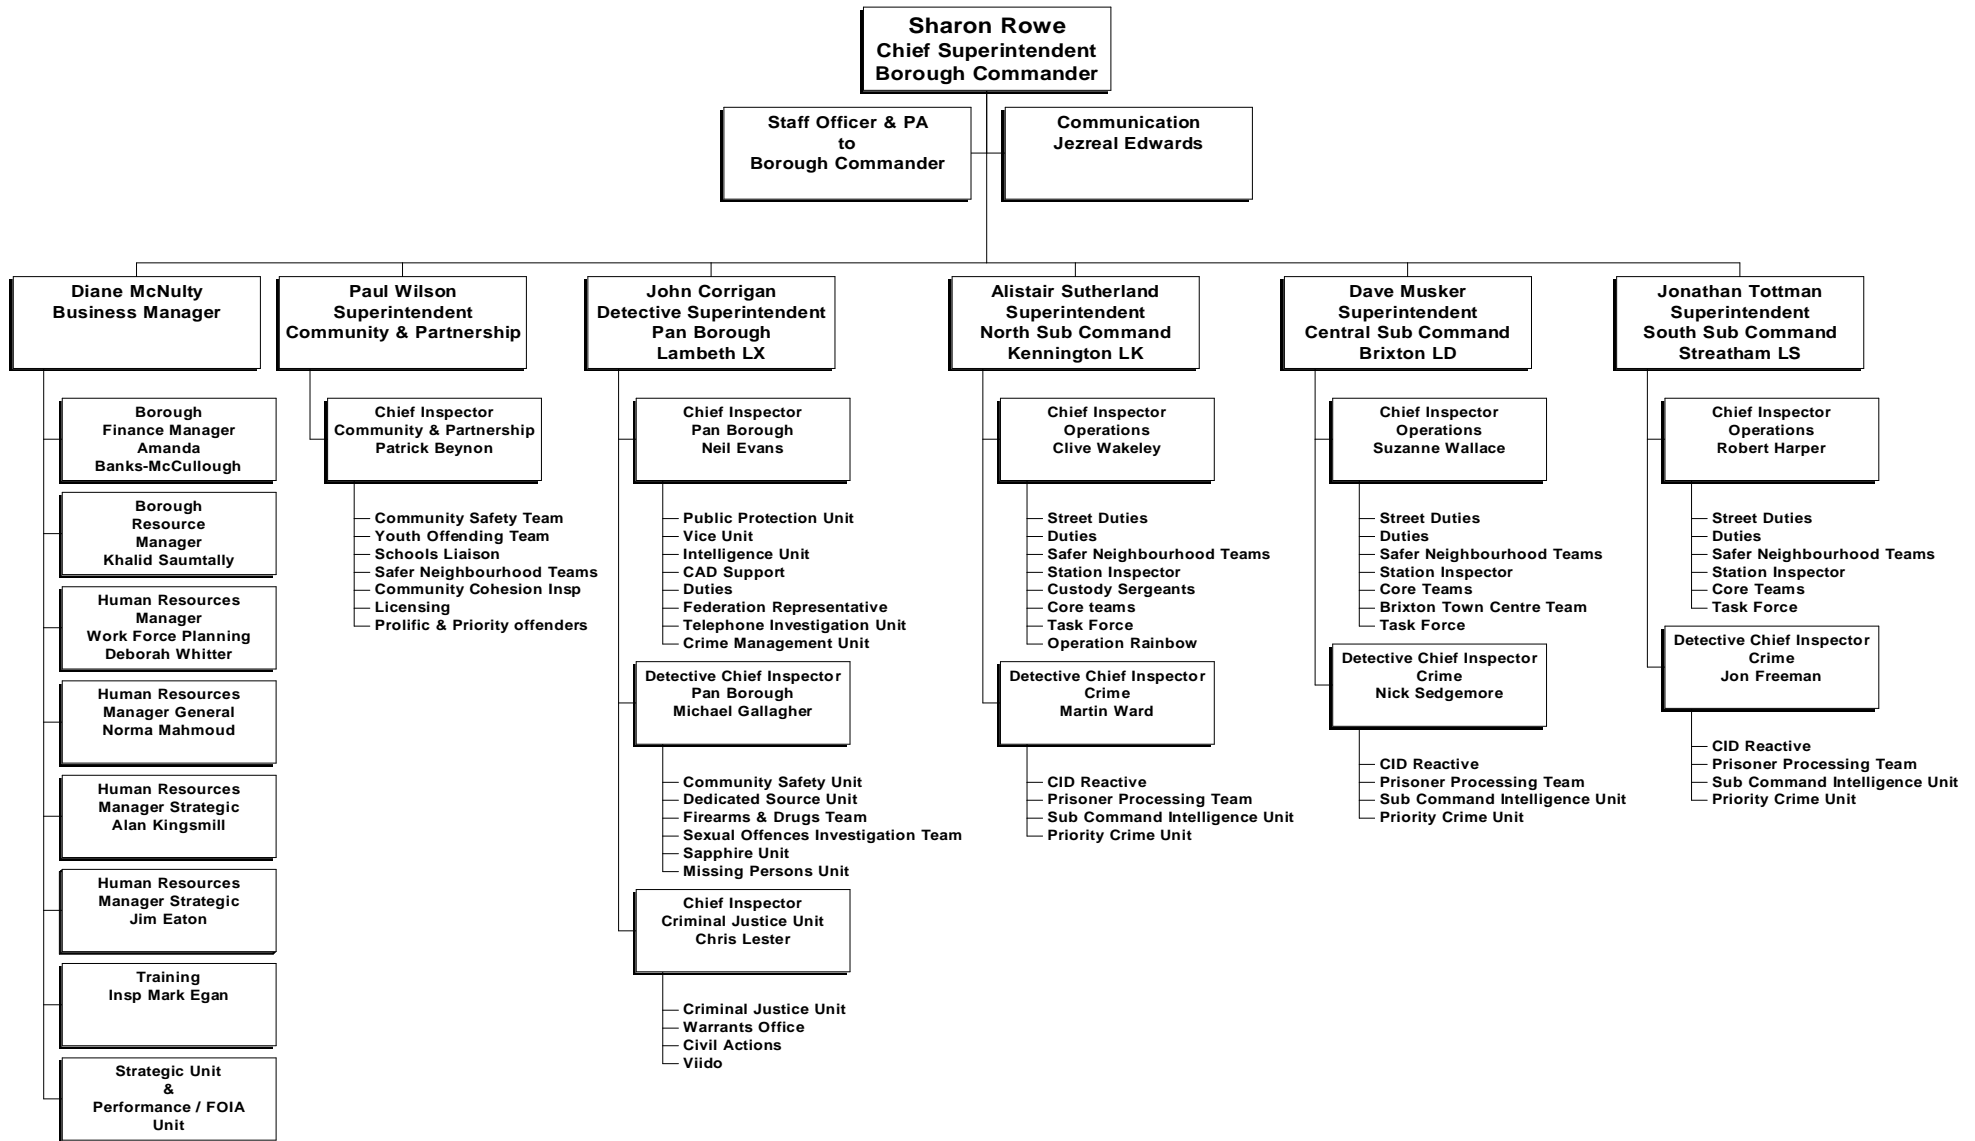 Sharon Rowe
Chief Superintendent
Borough Commander
Staff Officer & PA
to
Borough Commander
Communication
Jezreal Edwards
Diane McNulty
Business Manager
Borough
Finance Manager
Amanda
Banks-McCullough
Borough
Resource
Manager
Khalid Saumtally
Human Resources
Manager
Work Force Planning
Deborah Whitter
Human Resources
Manager General
Norma Mahmoud
Human Resources
Manager Strategic
Alan Kingsmill
Human Resources
Manager Strategic
Jim Eaton
Training
Insp Mark Egan
Strategic Unit
&
Performance / FOIA
Unit
Paul Wilson
Superintendent
Community & Partnership
Chief Inspector
Community & Partnership
Patrick Beynon
Community Safety Team
Youth Offending Team
Schools Liaison
Safer Neighbourhood Teams
Community Cohesion Insp
Licensing
Prolific & Priority offenders
John Corrigan
Detective Superintendent
Pan Borough
Lambeth LX
Chief Inspector
Pan Borough
Neil Evans
Public Protection Unit
Vice Unit
Intelligence Unit
CAD Support
Duties
Federation Representative
Telephone Investigation Unit
Crime Management Unit
Detective Chief Inspector
Pan Borough
Michael Gallagher
Community Safety Unit
Dedicated Source Unit
Firearms & Drugs Team
Sexual Offences Investigation Team
Sapphire Unit
Missing Persons Unit
Chief Inspector
Criminal Justice Unit
Chris Lester
Criminal Justice Unit
Warrants Office
Civil Actions
Viido
Alistair Sutherland
Superintendent
North Sub Command
Kennington LK
Chief Inspector
Operations
Clive Wakeley
Street Duties
Duties
Safer Neighbourhood Teams
Station Inspector
Custody Sergeants
Core teams
Task Force
Operation Rainbow
Detective Chief Inspector
Crime
Martin Ward
CID Reactive
Prisoner Processing Team
Sub Command Intelligence Unit
Priority Crime Unit
Dave Musker
Superintendent
Central Sub Command
Brixton LD
Chief Inspector
Operations
Suzanne Wallace
Street Duties
Duties
Safer Neighbourhood Teams
Station Inspector
Core Teams
Brixton Town Centre Team
Task Force
Detective Chief Inspector
Crime
Nick Sedgemore
CID Reactive
Prisoner Processing Team
Sub Command Intelligence Unit
Priority Crime Unit
Jonathan Tottman
Superintendent
South Sub Command
Streatham LS
Chief Inspector
Operations
Robert Harper
Street Duties
Duties
Safer Neighbourhood Teams
Station Inspector
Core Teams
Task Force
Detective Chief Inspector
Crime
Jon Freeman
CID Reactive
Prisoner Processing Team
Sub Command Intelligence Unit
Priority Crime Unit